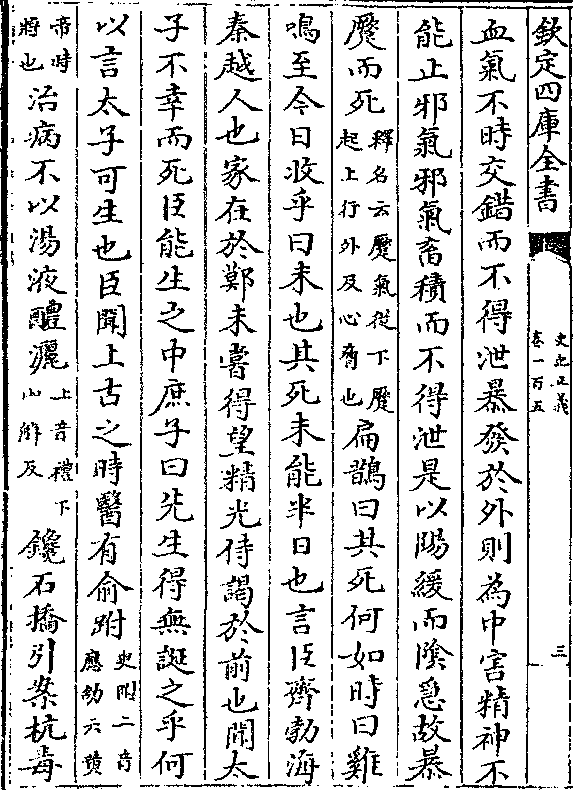 欽定四庫全書
史記正義
卷一百五
三
血氣不時交錯而不得泄暴發於外則為中害精神不
能止邪氣邪氣畜積而不得泄是以陽緩而隂急故暴
蹷而死釋名云蹷氣從下蹷起上行外及心脅也扁鵲曰其死何如時曰雞
鳴至今日收乎曰未也其死未能半日也言臣齊勃海
秦越人也家在於鄭未嘗得望精光侍謁於前也聞太
子不幸而死臣能生之中庶子曰先生得無誕之乎何
以言太子可生也臣聞上古之時醫有俞跗史附二音應劭云黃
帝時將也治病不以湯液醴灑上音禮下山解反鑱石撟引案杭毒